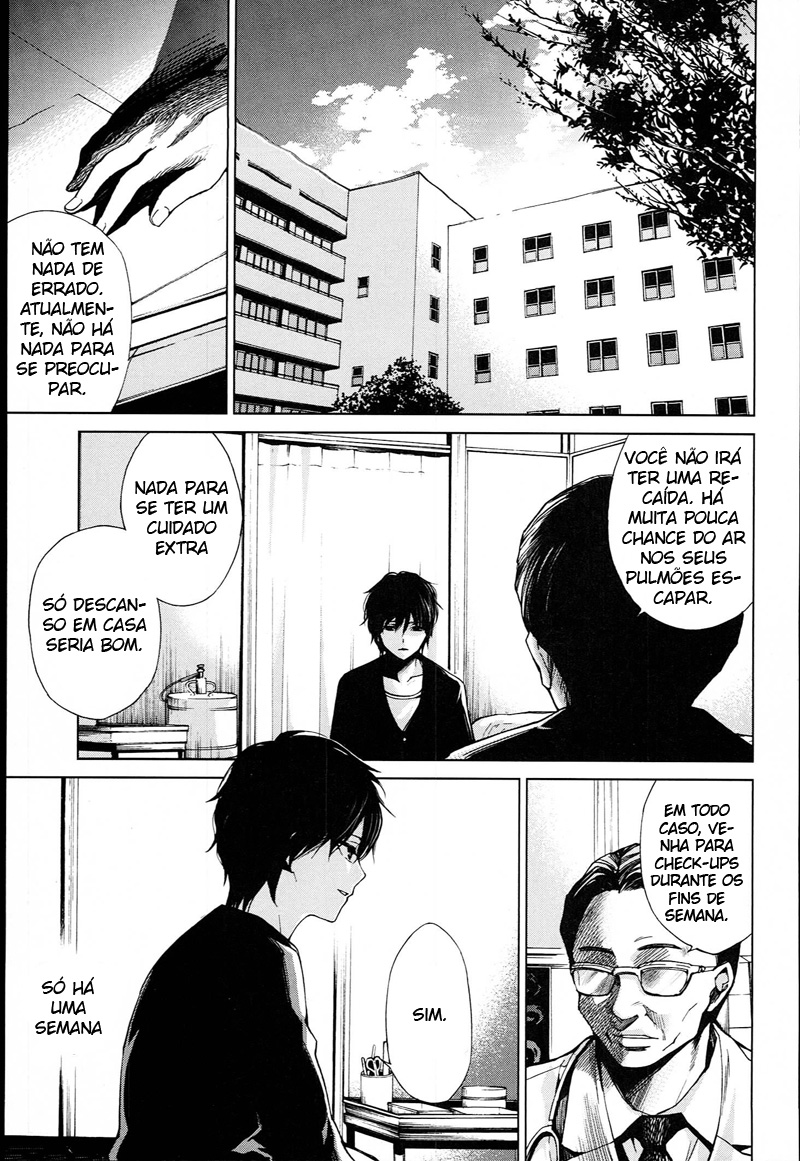 NÃO TEM
NADA DE
ERRADO.
ATUALMEN-
TE, NÃO HÁ
NADA PARA
SE PREOCU-
PAR.
VOCÊ NÃO IRÁ
TER UMA RE-
CAÍDA. HÁ
MUITA POUCA
CHANCE DO AR
NOS SEUS
PULMÕES ES-
CAPAR.
NADA PARA
SE TER UM
CUIDADO
EXTRA
SÓ DESCAN-
SO EM CASA
SERIA BOM.
EM TODO
CASO, VE-
NHA PARA
CHECK-UPS
DURANTE OS
FINS DE
SEMANA.
SIM.
SÓ HÁ
UMA
SEMANA